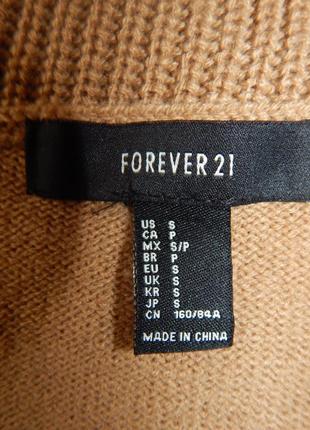 FOREVER 21
US S
CA P
MX S/P
BR P
EU S
UK S
KR S
JP S
CN 160/84A
MADE IN CHINA